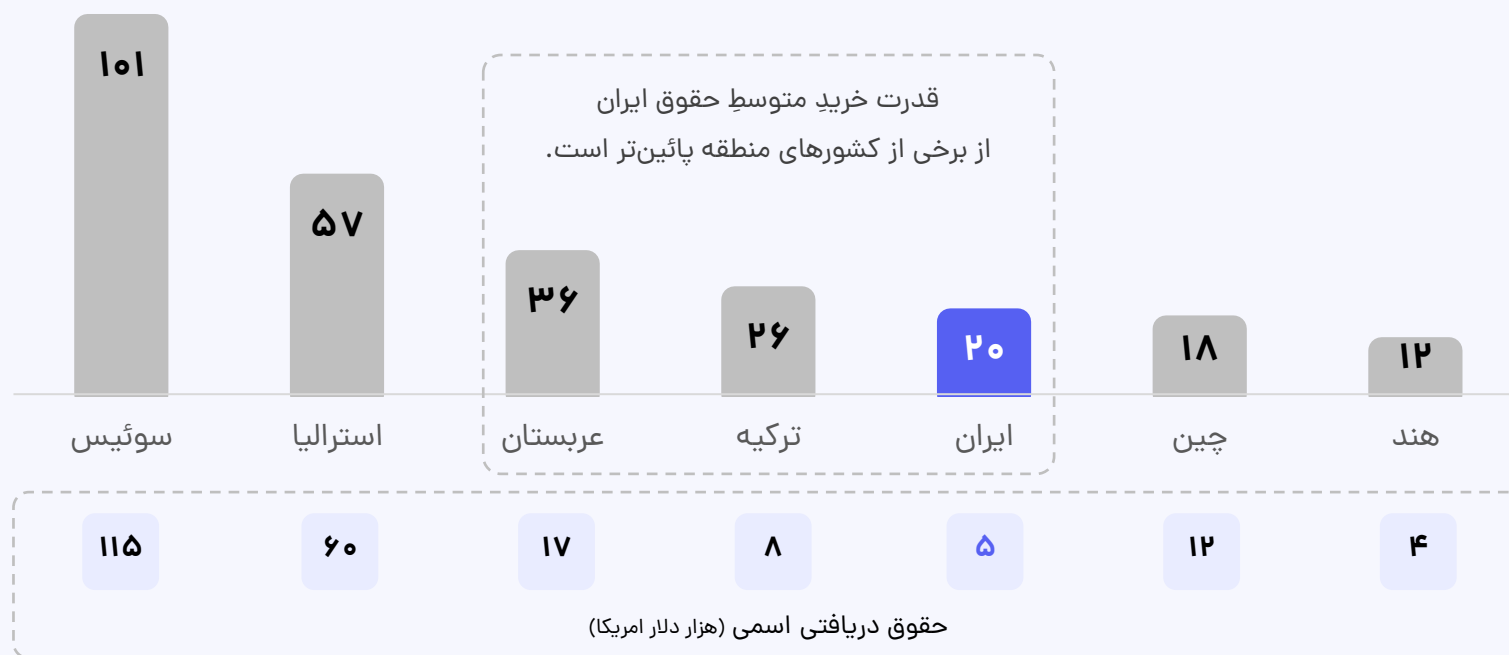 قدرت خریدِ متوسطِ حقوق ایران
از برخی از کشورهای منطقه پائین‌تر است.
۱۰۱
۵۷
۳۶
۲۶
۲۰
۱۸
۱۲
سوئیس
استرالیا
عربستان
ترکیه
ایران
چین
هند
۱۱۵
۶۰
۱۷
۸
۵
۱۲
۴
حقوق دریافتی اسمی (هزار دلار امریکا)